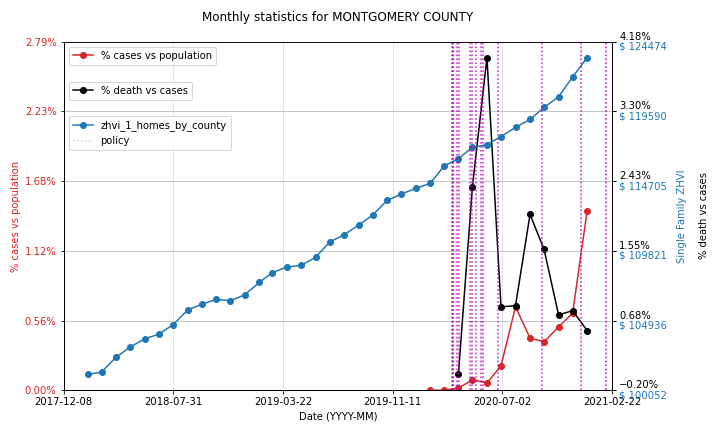 Monthly statistics for MONTGOMERY COUNTY
2.79%
2.23%
1.68%
1.12%
0.56%
0.00%
% cases vs population
% cases vs population
% death vs cases
zhvi_1_homes_by_county
policy
4.18%
$ 124474
3.30%
$ 119590
2.43%
$ 114705
1.55%
$ 109821
0.68%
$ 104936
−0.20%
$ 100052
Single Family ZHVI
% death vs cases
2017-12-08
2018-07-31
2019-03-22
2019-11-11
2020-07-02
2021-02-22
Date (YYYY-MM)